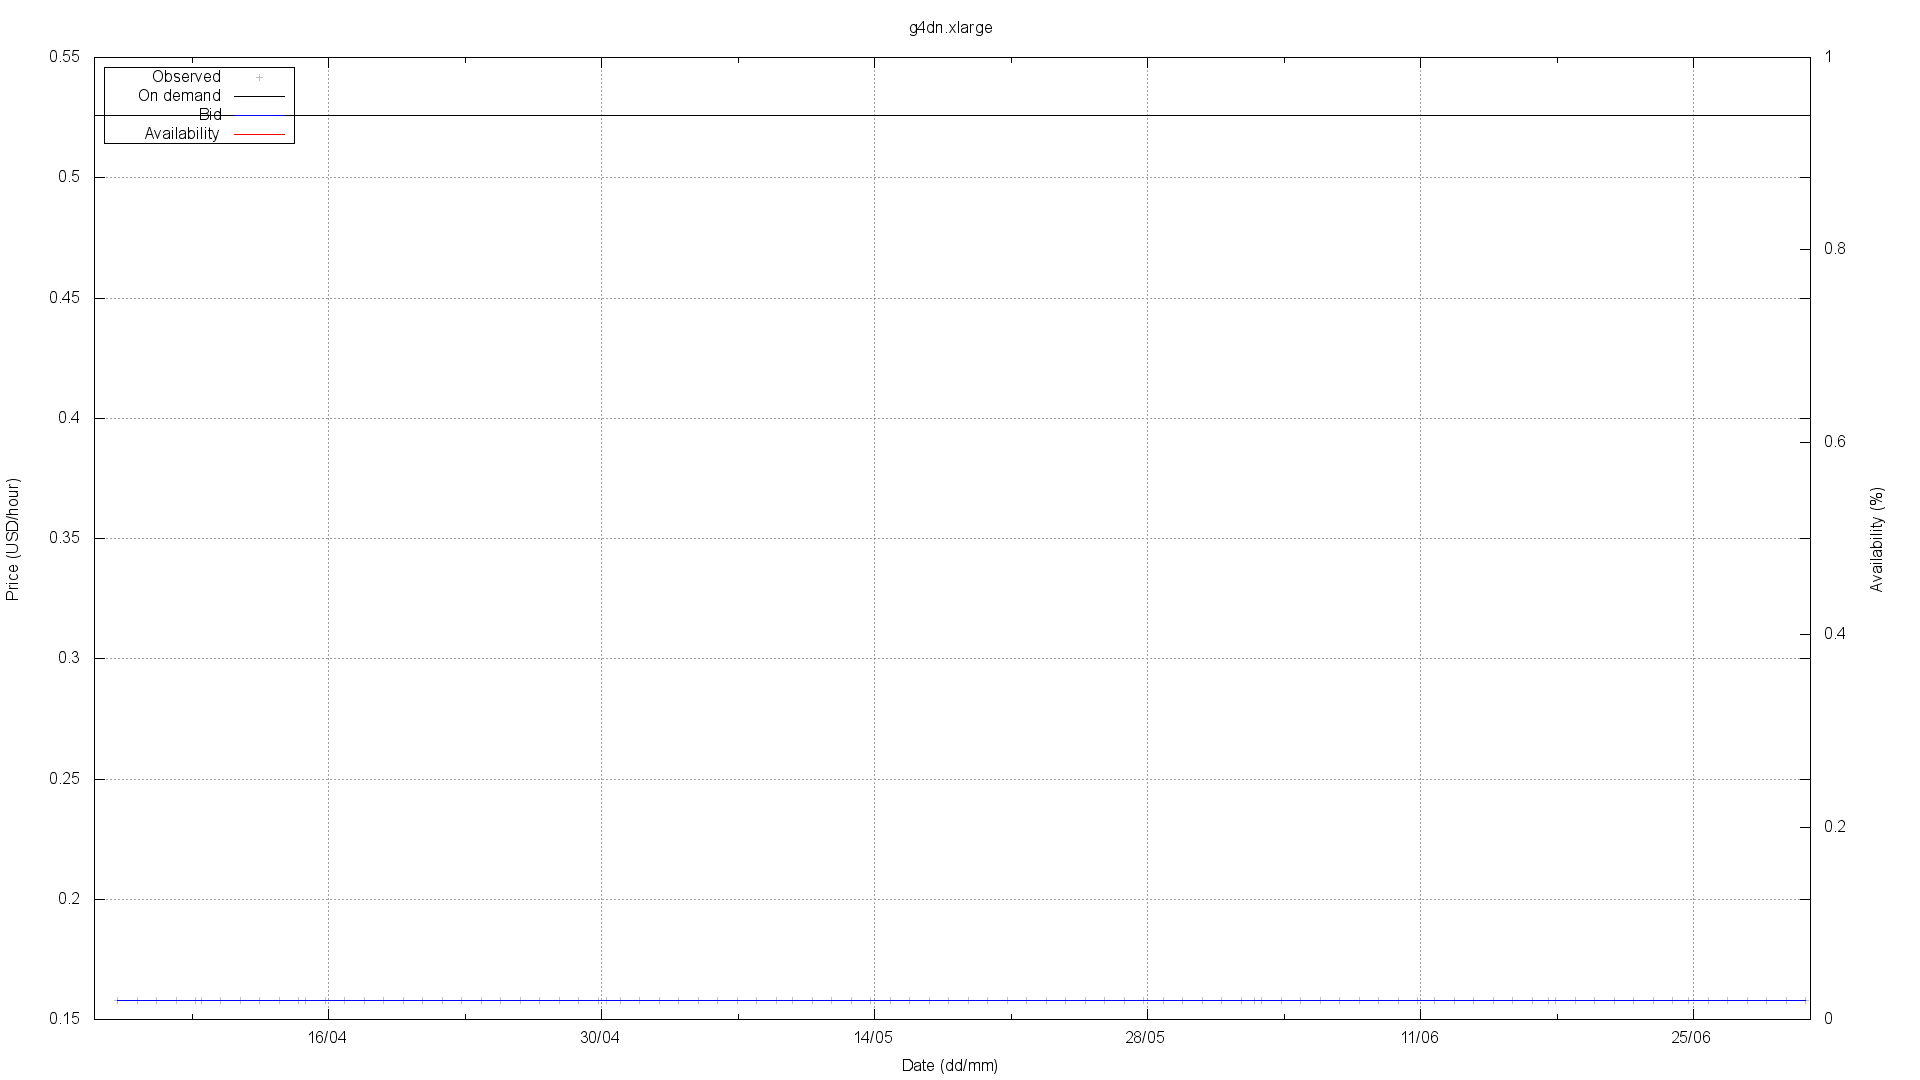 g4dn.xlarge
0.55
1
Observed
On demand
Bid
Availability
0.5
0.8
0.45
0.4
0.6
0.35
Price (USD/hour)
Availability (%)
0.3
0.4
0.25
0.2
0.2
0.15
0
16/04 30/04 14/05 28/05 11/06 25/06
Date (dd/mm)